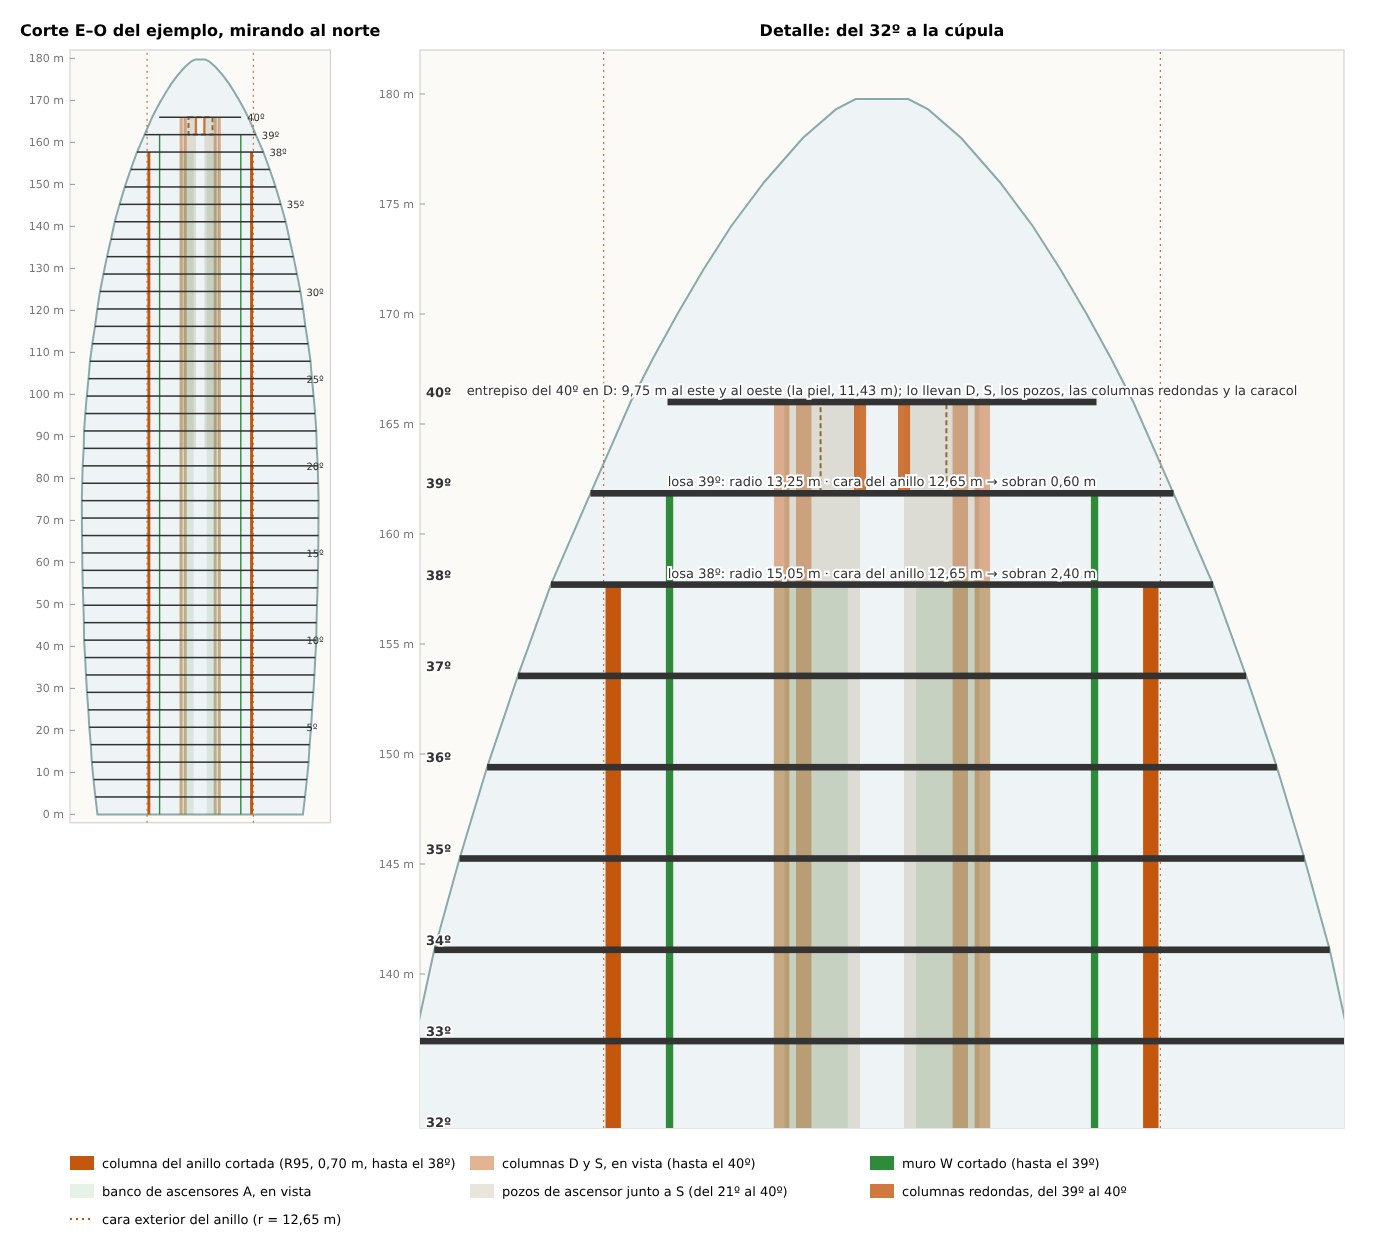 Corte E–O del ejemplo, mirando al norte
180 m
170 m
160 m
150 m
140 m
130 m
120 m
110 m
100 m
90 m
80 m
70 m
60 m
50 m
40 m
30 m
20 m
10 m
0 m
40º
39º
38º
35º
30º
25º
20º
15º
10º
5º
Detalle: del 32º a la cúpula
180 m
175 m
170 m
165 m
160 m
155 m
150 m
145 m
140 m
40º
entrepiso del 40º en D: 9,75 m al este y al oeste (la piel, 11,43 m); lo llevan D, S, los pozos, las columnas redondas y la caracol
39º
losa 39º: radio 13,25 m · cara del anillo 12,65 m → sobran 0,60 m
38º
losa 38º: radio 15,05 m · cara del anillo 12,65 m → sobran 2,40 m
37º
36º
35º
34º
33º
32º
columna del anillo cortada (R95, 0,70 m, hasta el 38º)
columnas D y S, en vista (hasta el 40º)
muro W cortado (hasta el 39º)
banco de ascensores A, en vista
pozos de ascensor junto a S (del 21º al 40º)
columnas redondas, del 39º al 40º
cara exterior del anillo (r = 12,65 m)